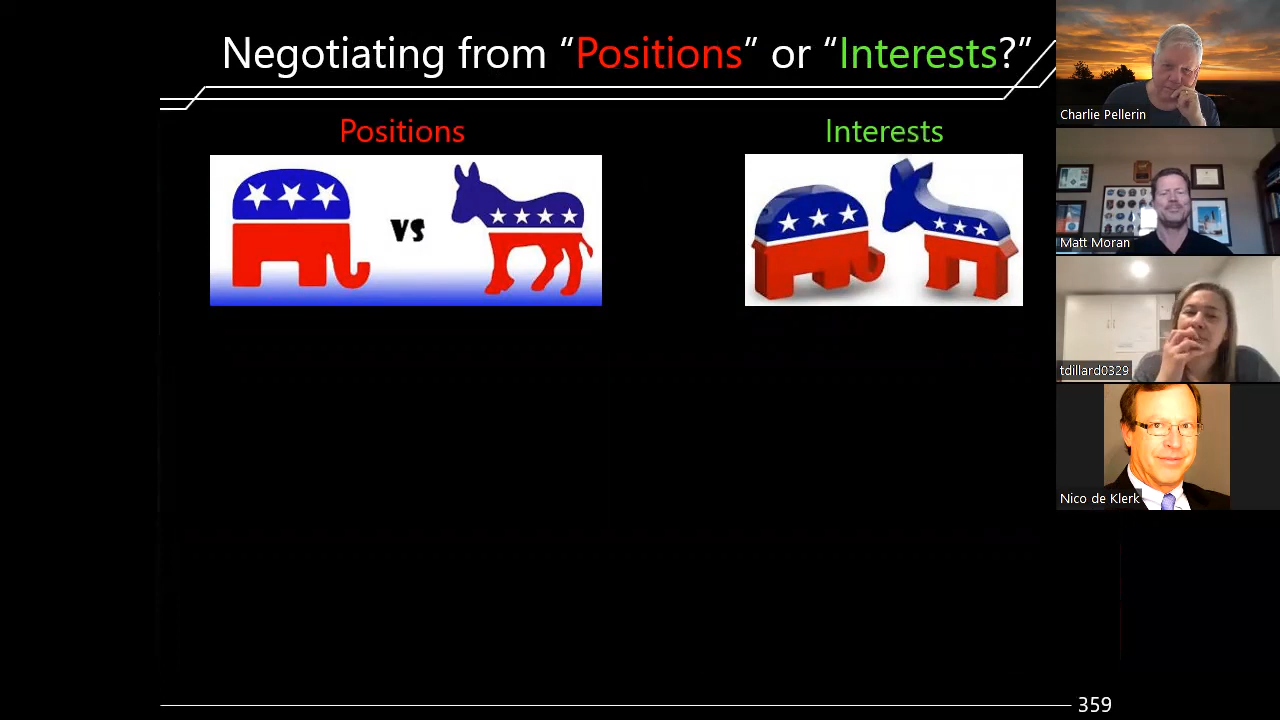 Negotiating from “Positions” or “Interests?”
Positions
Interests
vs
Charlie Pellerin
Matt Moran
tdillard0329
Nico de Klerk
359